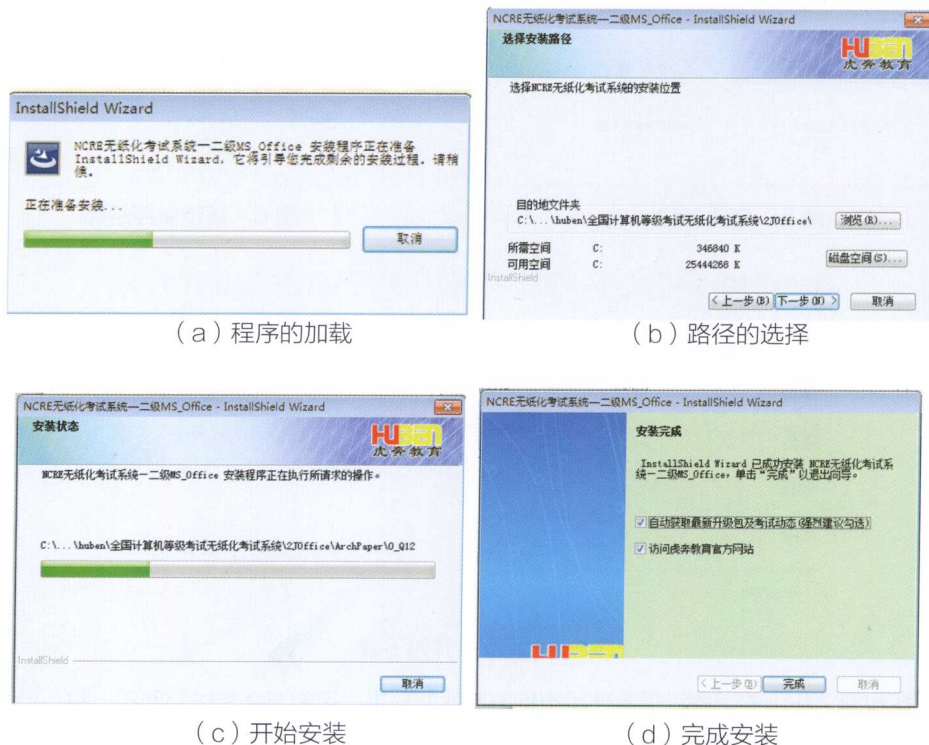 InstallShield Wizard
NCRE无纸化考试系统—二级MS_Office 安装程序正在准备
InstallShield Wizard，它将引导您完成剩余的安装过程。请稍
候。
正在准备安装...
取消
（a）程序的加载
NCRE无纸化考试系统—二级MS_Office - InstallShield Wizard
选择安装路径
HUBEN
虎奔教育
选择NCRE无纸化考试系统的安装位置
目的地文件夹
C:\...\huben\全国计算机等级考试无纸化考试系统\2JOffice\
浏览(R)...
所需空间 C: 346840 K
可用空间 C: 25444268 K
磁盘空间(S)...
InstallShield
<上一步(B) 下一步(N)> 取消
（b）路径的选择
NCRE无纸化考试系统—二级MS_Office - InstallShield Wizard
安装状态
HUBEN
虎奔教育
NCRE无纸化考试系统—二级MS_Office 安装程序正在执行所请求的操作。
C:\...\huben\全国计算机等级考试无纸化考试系统\2JOffice\ArchPaper\0_Q12
InstallShield
取消
（c）开始安装
NCRE无纸化考试系统—二级MS_Office - InstallShield Wizard
安装完成
InstallShield Wizard 已成功安装 NCRE无纸化考试系
统—二级MS_Office，单击“完成”以退出向导。
自动获取最新升级包及考试动态(强烈建议勾选)
访问虎奔教育官方网站
HUBEN
<上一步(B) 完成 取消
（d）完成安装